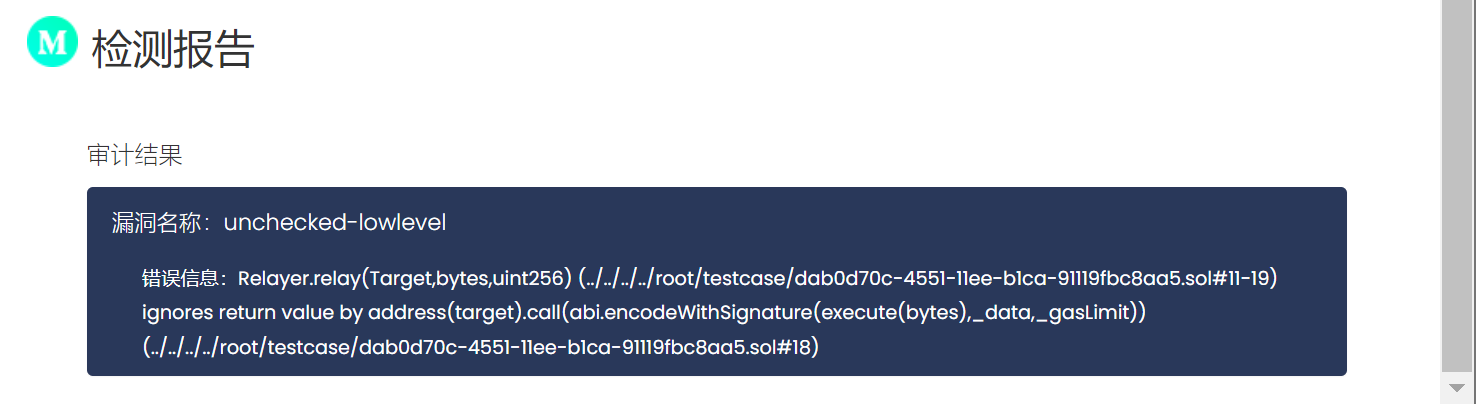 M 检测报告
审计结果
漏洞名称：unchecked-lowlevel
错误信息：Relayer.relay(Target,bytes,uint256) (../../../../root/testcase/dab0d70c-4551-11ee-b1ca-91119fbc8aa5.sol#11-19)
ignores return value by address(target).call(abi.encodeWithSignature(execute(bytes),_data,_gasLimit))
(../../../../root/testcase/dab0d70c-4551-11ee-b1ca-91119fbc8aa5.sol#18)